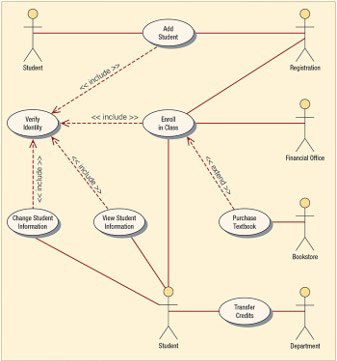 Add
Student
Student
Registration
<< include >>
Verify
Identity
<< include >>
Enroll
in Class
Financial Office
<< include >>
<< include >>
<< extend >>
Change Student
Information
View Student
Information
Purchase
Textbook
Bookstore
Transfer
Credits
Student
Department